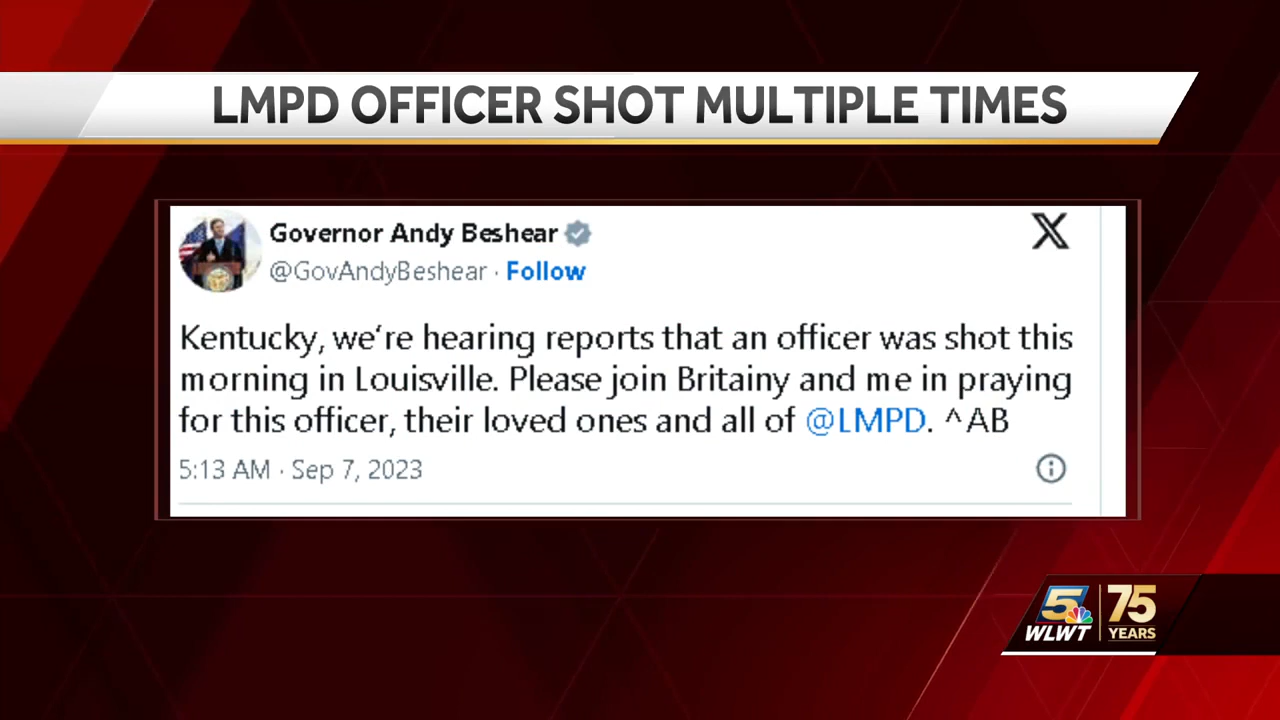 LMPD OFFICER SHOT MULTIPLE TIMES
Governor Andy Beshear
@GovAndyBeshear · Follow
Kentucky, we‘re hearing reports that an officer was shot this
morning in Louisville. Please join Britainy and me in praying
for this officer, their loved ones and all of @LMPD. ^AB
5:13 AM · Sep 7, 2023
5
WLWT
75
YEARS